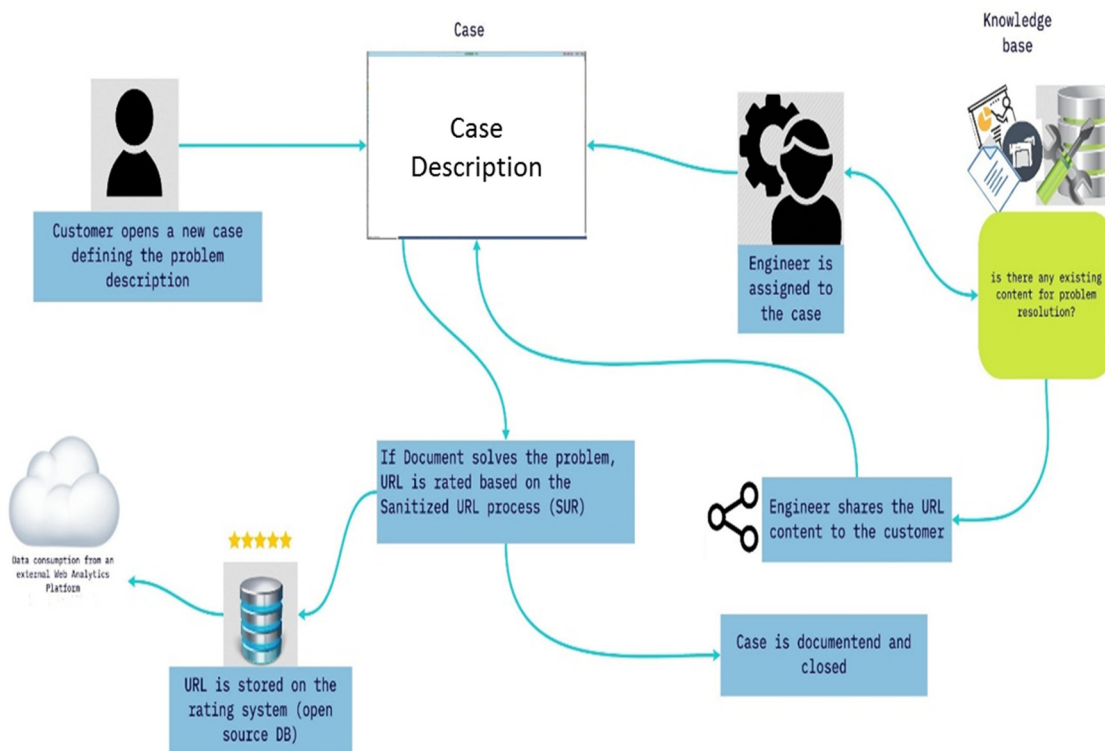 Case
Knowledge
base
Case
Description
Customer opens a new case
defining the problem
description
Engineer is
assigned to
the case
is there any existing
content for problem
resolution?
If Document solves the problem,
URL is rated based on the
Sanitized URL process (SUR)
Engineer shares the URL
content to the customer
Data consumption from an
external Web Analytics
Platform
URL is stored on the
rating system (open
source DB)
Case is documentend and
closed